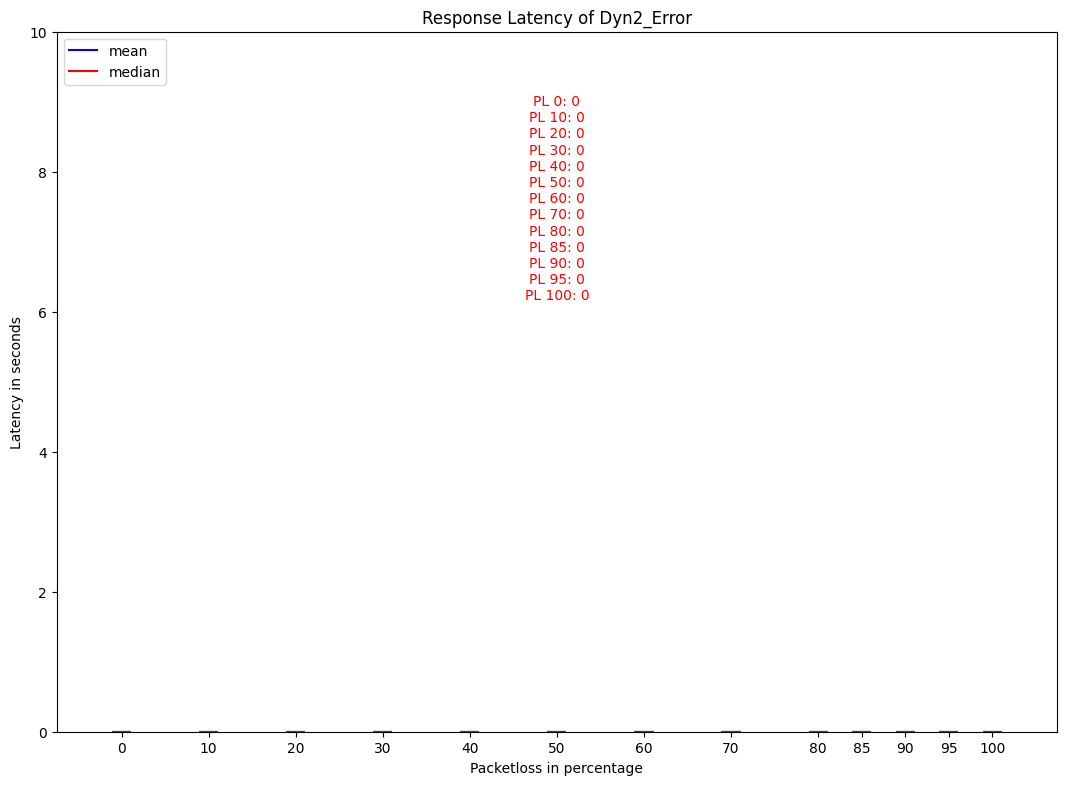 Response Latency of Dyn2_Error
mean
median
PL 0: 0
PL 10: 0
PL 20: 0
PL 30: 0
PL 40: 0
PL 50: 0
PL 60: 0
PL 70: 0
PL 80: 0
PL 85: 0
PL 90: 0
PL 95: 0
PL 100: 0
Latency in seconds
10
8
6
4
2
0
0 10 20 30 40 50 60 70 80 85 90 95 100
Packetloss in percentage